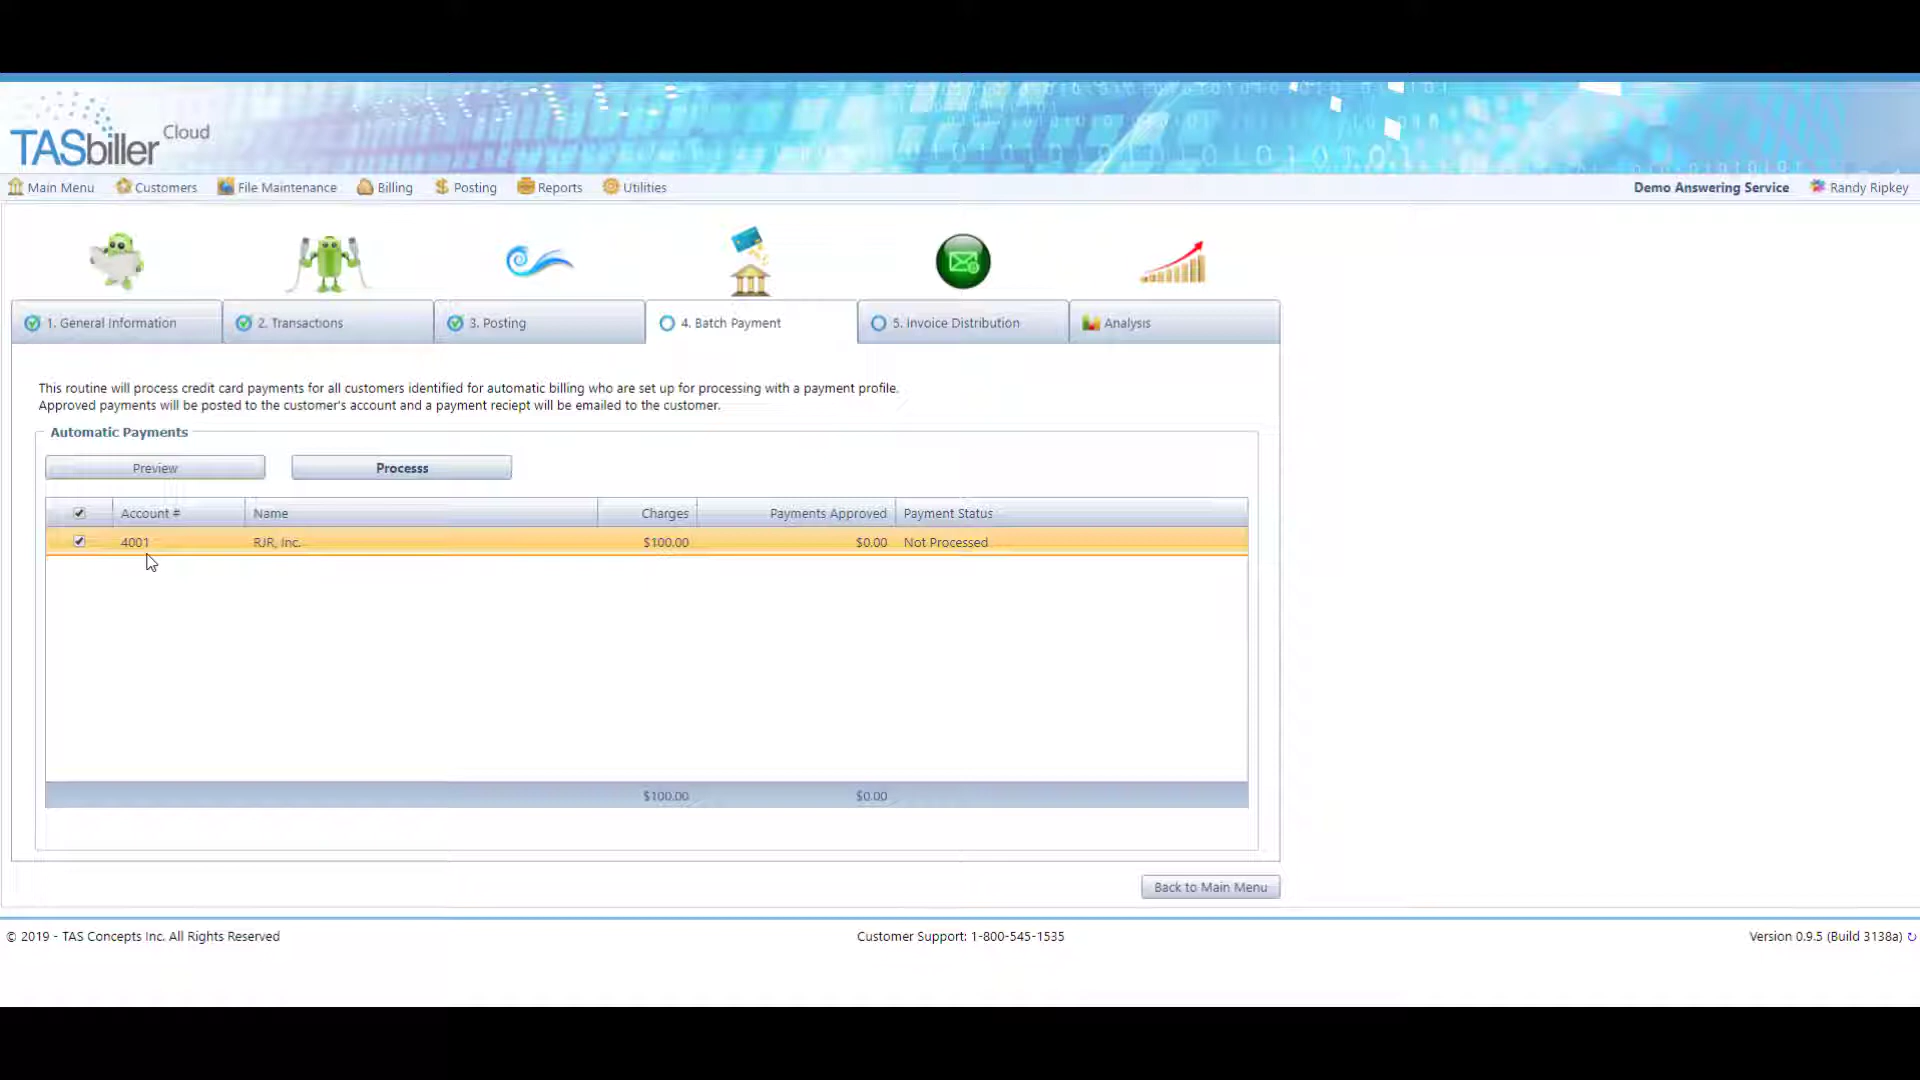 TASbiller Cloud
Main Menu Customers File Maintenance Billing Posting Reports Utilities Demo Answering Service Randy Ripkey
1. General Information 2. Transactions 3. Posting 4. Batch Payment 5. Invoice Distribution Analysis
This routine will process credit card payments for all customers identified for automatic billing who are set up for processing with a payment profile.
Approved payments will be posted to the customer's account and a payment reciept will be emailed to the customer.
Automatic Payments
Preview Processs
Account # Name Charges Payments Approved Payment Status
4001 RJR, Inc. $100.00 $0.00 Not Processed
$100.00 $0.00
Back to Main Menu
© 2019 - TAS Concepts Inc. All Rights Reserved Customer Support: 1-800-545-1535 Version 0.9.5 (Build 3138a)